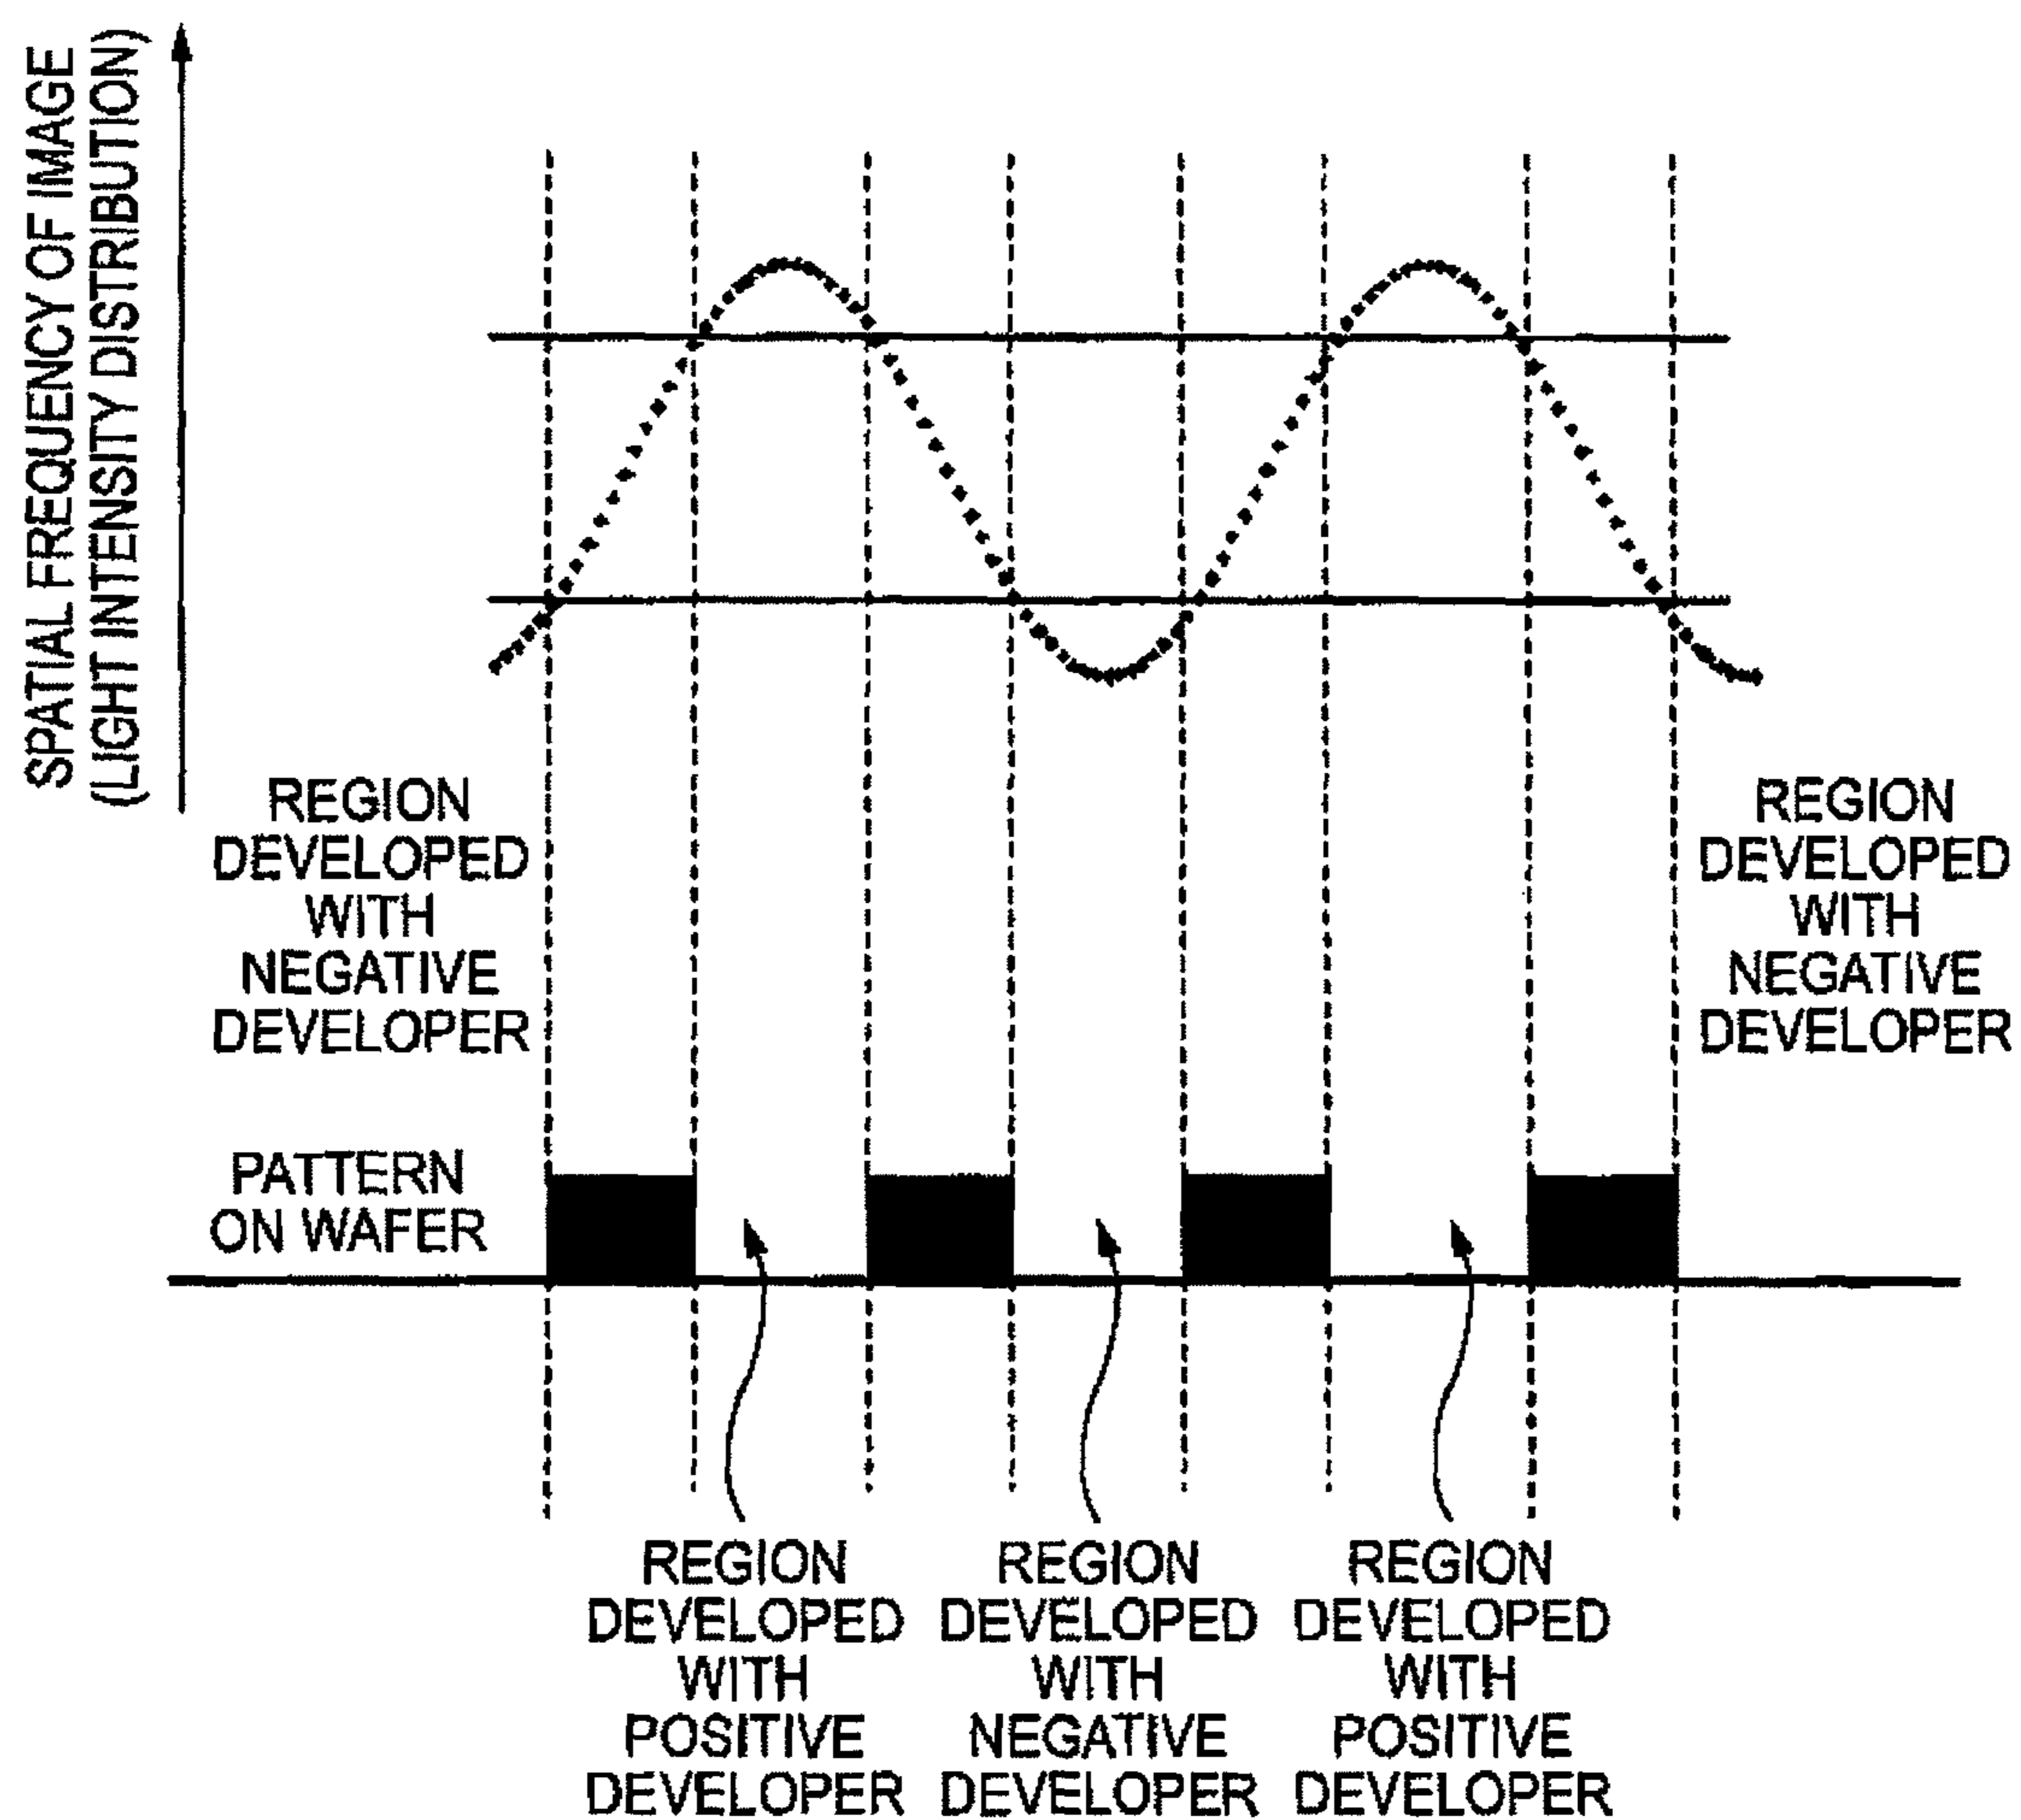 SPATIAL FREQUENCY OF IMAGE
(LIGHT INTENSITY DISTRIBUTION)
REGION
DEVELOPED
WITH
NEGATIVE
DEVELOPER
REGION
DEVELOPED
WITH
NEGATIVE
DEVELOPER
PATTERN
ON WAFER
REGION
DEVELOPED
WITH
POSITIVE
DEVELOPER
REGION
DEVELOPED
WITH
NEGATIVE
DEVELOPER
REGION
DEVELOPED
WITH
POSITIVE
DEVELOPER